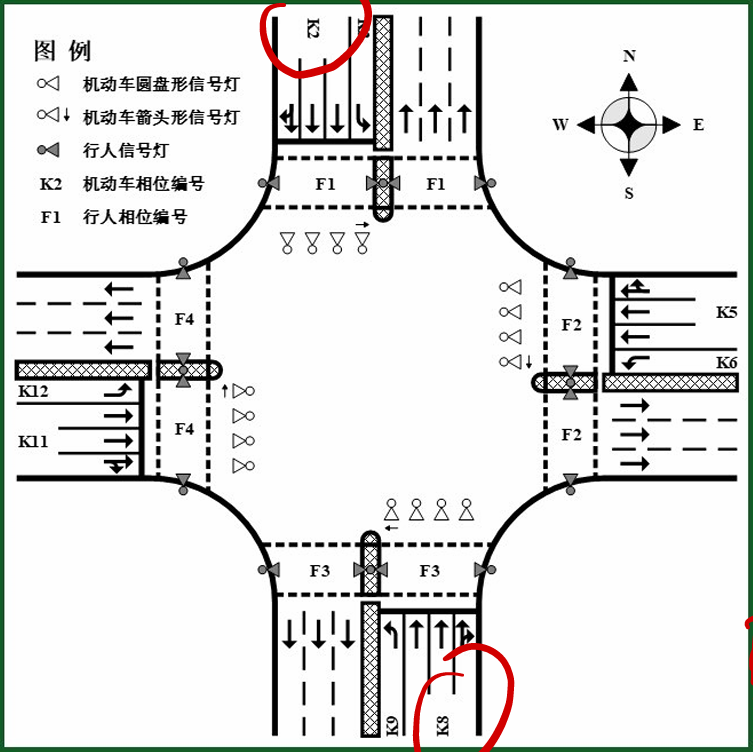 图 例
机动车圆盘形信号灯
机动车箭头形信号灯
行人信号灯
K2 机动车相位编号
F1 行人相位编号
K2
N
W E
S
F1 F1
F4
F2
K5
K6
K12
K11
F4
F2
F3 F3
K9
K8